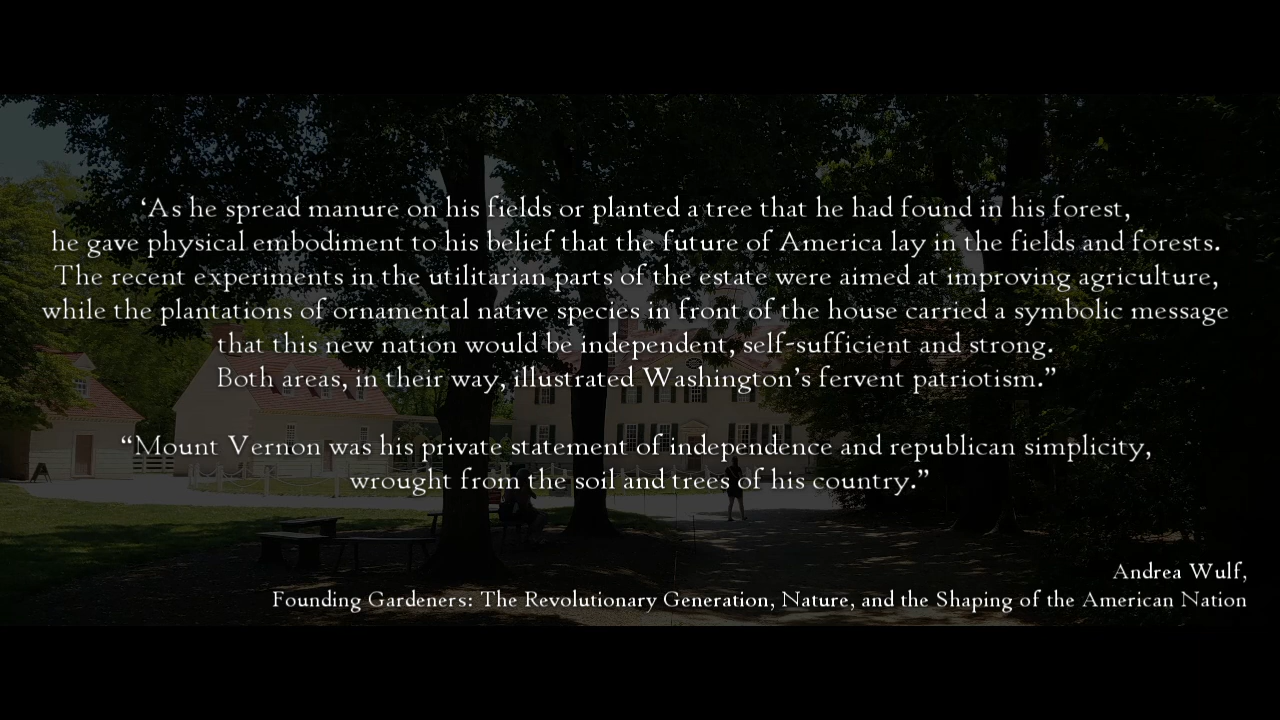 ‘As he spread manure on his fields or planted a tree that he had found in his forest,
he gave physical embodiment to his belief that the future of America lay in the fields and forests.
The recent experiments in the utilitarian parts of the estate were aimed at improving agriculture,
while the plantations of ornamental native species in front of the house carried a symbolic message
that this new nation would be independent, self-sufficient and strong.
Both areas, in their way, illustrated Washington’s fervent patriotism.”
“Mount Vernon was his private statement of independence and republican simplicity,
wrought from the soil and trees of his country.”
Andrea Wulf,
Founding Gardeners: The Revolutionary Generation, Nature, and the Shaping of the American Nation